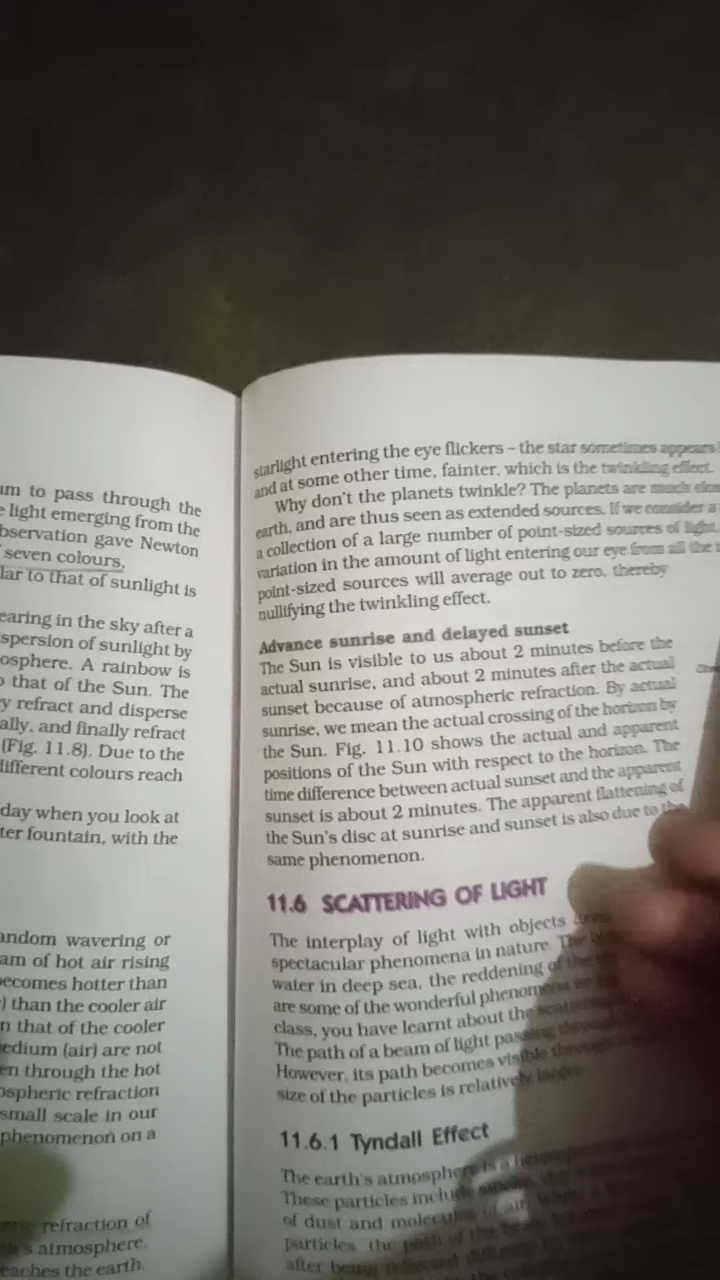 um to pass through the
e light emerging from the
bservation gave Newton
seven colours.
lar to that of sunlight is
earing in the sky after a
spersion of sunlight by
osphere. A rainbow is
o that of the Sun. The
y refract and disperse
ally, and finally refract
(Fig. 11.8). Due to the
different colours reach
day when you look at
ter fountain, with the
andom wavering or
am of hot air rising
ecomes hotter than
) than the cooler air
n that of the cooler
edium (air) are not
en through the hot
ospheric refraction
small scale in our
phenomenon on a
refraction of
's atmosphere.
eaches the earth.
starlight entering the eye flickers – the star sometimes appears
and at some other time, fainter, which is the twinkling effect.
Why don't the planets twinkle? The planets are much
earth, and are thus seen as extended sources. If we consider a
a collection of a large number of point-sized sources of light,
variation in the amount of light entering our eye from all the
point-sized sources will average out to zero, thereby
nullifying the twinkling effect.
Advance sunrise and delayed sunset
The Sun is visible to us about 2 minutes before the
actual sunrise, and about 2 minutes after the actual
sunset because of atmospheric refraction. By actual
sunrise, we mean the actual crossing of the horizon by
the Sun. Fig. 11.10 shows the actual and apparent
positions of the Sun with respect to the horizon. The
time difference between actual sunset and the apparent
sunset is about 2 minutes. The apparent flattening of
the Sun's disc at sunrise and sunset is also due to the
same phenomenon.
11.6 SCATTERING OF LIGHT
The interplay of light with objects
spectacular phenomena in nature. The
water in deep sea, the reddening of the
are some of the wonderful phenomena we
class, you have learnt about the scattering
The path of a beam of light passing through
However, its path becomes visible through
size of the particles is relatively larger.
11.6.1 Tyndall Effect
The earth's atmosphere is a
These particles include smoke,
of dust and molecules of air. When a
particles, the path of the beam
after being reflected